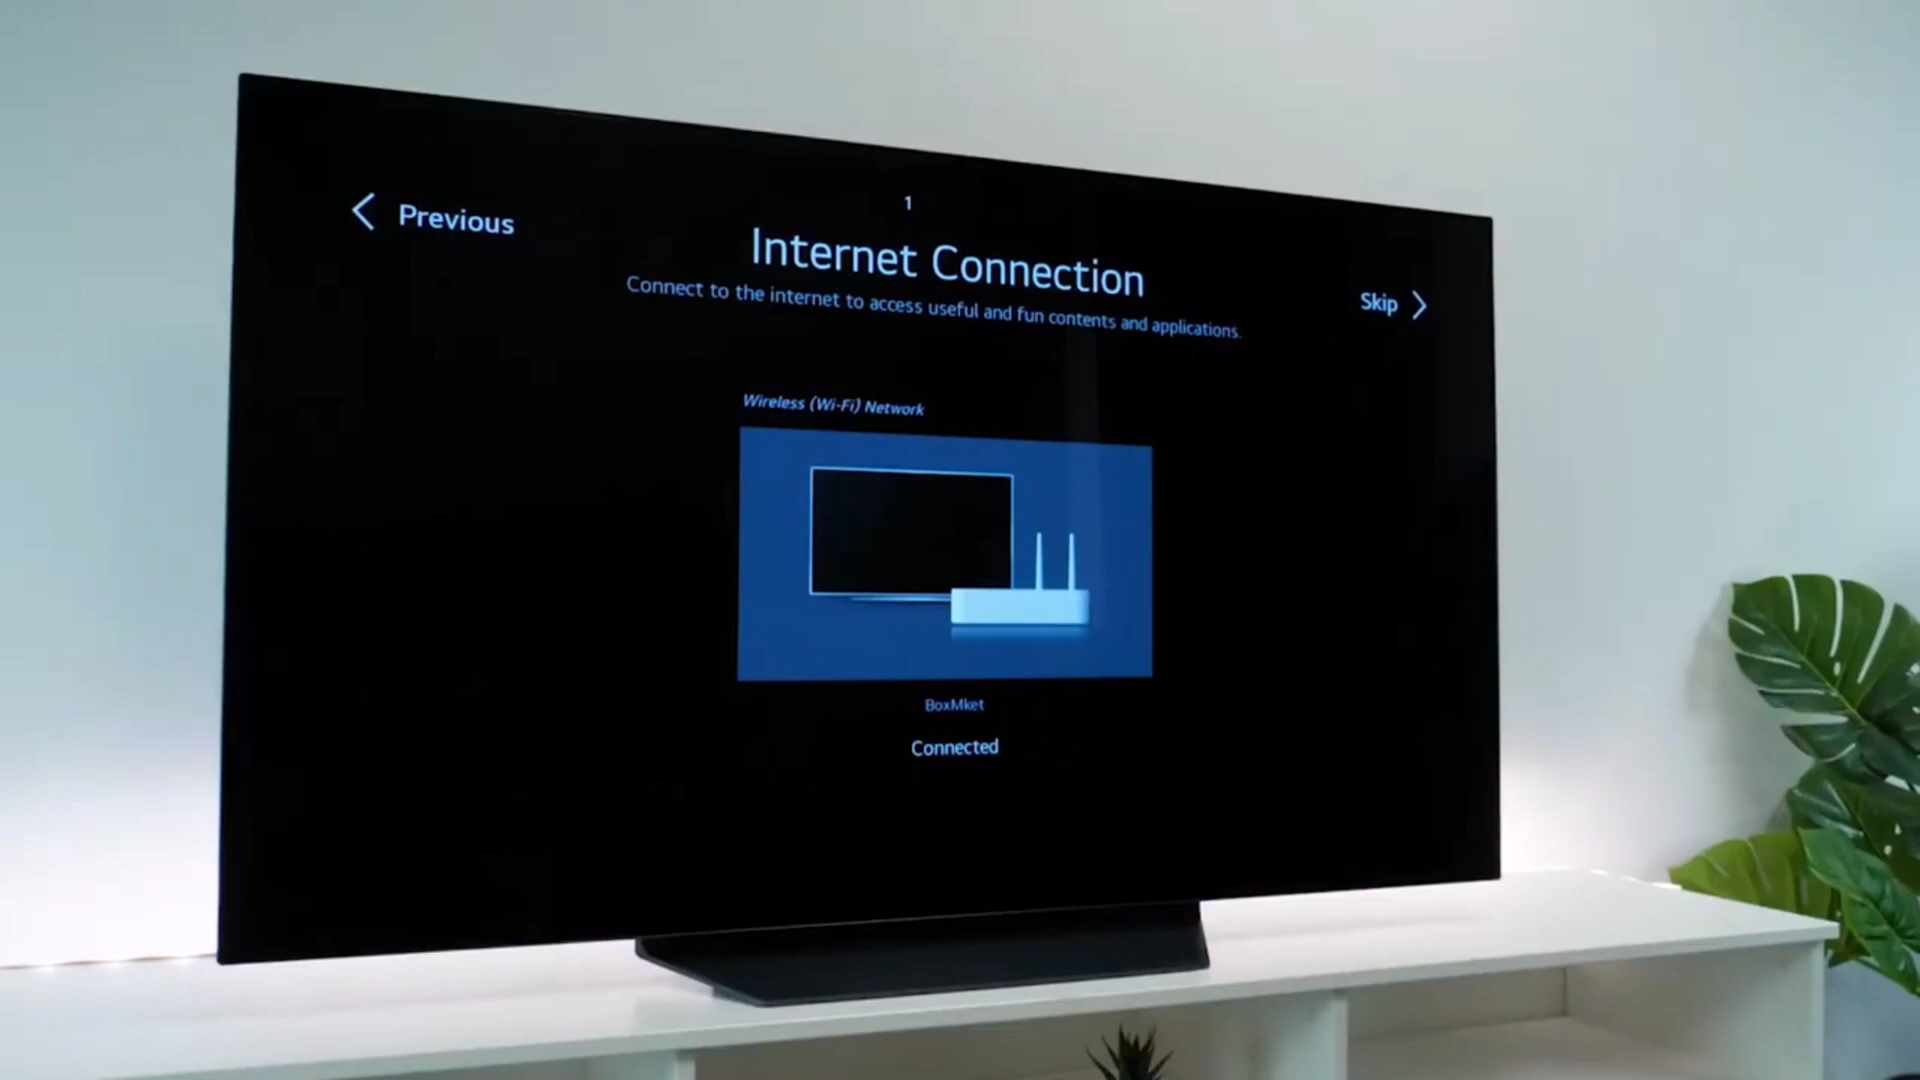 1
Previous
Internet Connection
Skip
Connect to the internet to access useful and fun contents and applications.
Wireless (Wi-Fi) Network
BoxMket
Connected